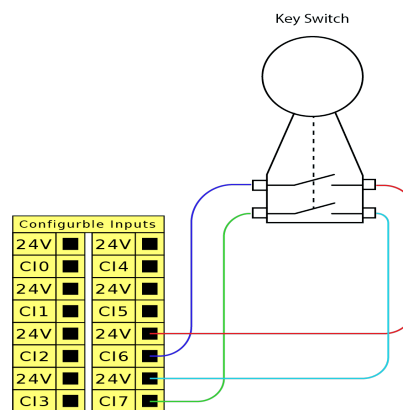 Key Switch
Configurble Inputs
24V 24V
CI0 CI4
24V 24V
CI1 CI5
24V 24V
CI2 CI6
24V 24V
CI3 CI7